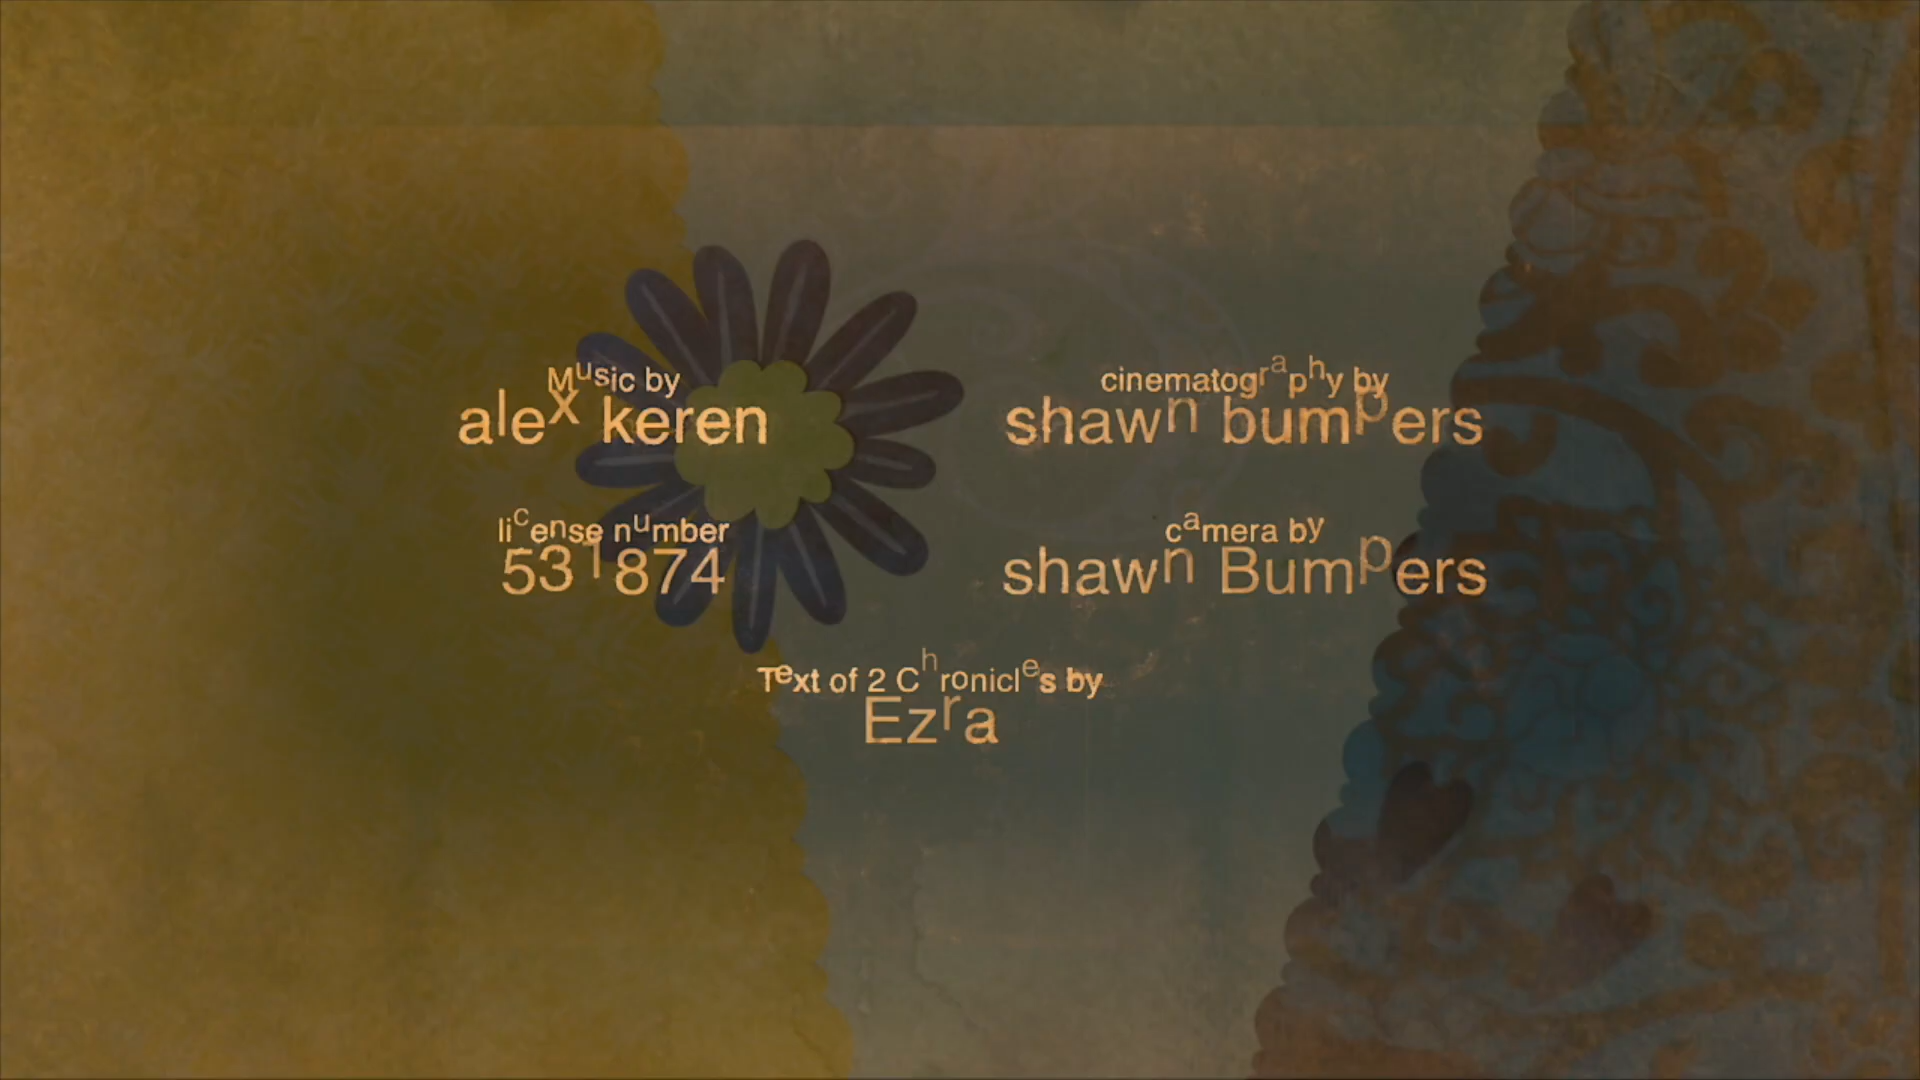 Music by
alex keren
cinematography by
shawn bumpers
license number
531874
camera by
shawn Bumpers
Text of 2 Chronicles by
Ezra